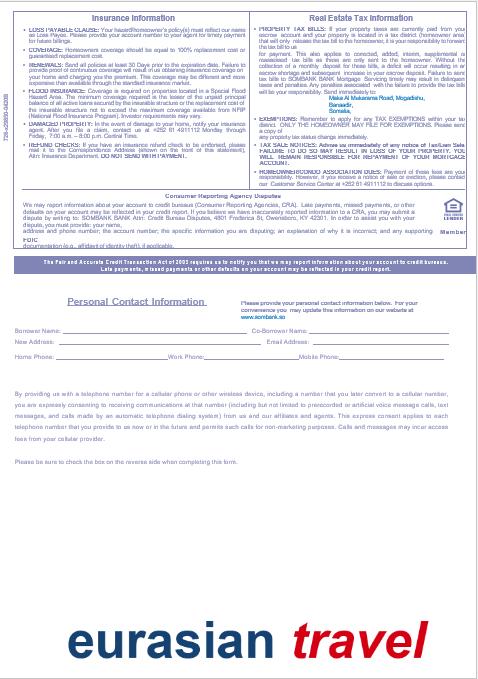 Insurance Information
• LOSS PAYABLE CLAUSE: Your hazard/homeowner's policy(s) must reflect our name
as Loss Payee. Please provide your account number to your agent for timely payment
for future billings.
• COVERAGE: Homeowners coverage should be equal to 100% replacement cost or
guaranteed replacement cost.
• RENEWALS: Send all policies at least 30 Days prior to the expiration date. Failure to
provide proof of continuous coverage will result in us obtaining insurance coverage on
your home and charging you the premium. This coverage may be different and more
expensive than available through the standard insurance market.
• FLOOD INSURANCE: Coverage is required on properties located in a Special Flood
Hazard Area. The minimum coverage required is the lesser of the unpaid principal
balance of all active loans secured by the insurable structure or the replacement cost of
the insurable structure not to exceed the maximum coverage available from NFIP
(National Flood Insurance Program). Investor requirements may vary.
• DAMAGED PROPERTY: In the event of damage to your home, notify your insurance
agent. After you file a claim, contact us at +252 61 4911112 Monday through
Friday, 7:00 a.m. – 8:00 p.m. Central Time.
• REFUND CHECKS: If you have an insurance refund check to be endorsed, please
mail it to the Correspondence Address (shown on the front of this statement),
Attn: Insurance Department. DO NOT SEND WITH PAYMENT.
Real Estate Tax Information
• PROPERTY TAX BILLS: If your property taxes are currently paid from your
escrow account and your property is located in a tax district (homeowner area)
that will only release the tax bill to the homeowner, it is your responsibility to forward
the tax bill to us
for payment. This also applies to corrected, added, interim, supplemental or
reassessed tax bills as these are only sent to the homeowner. Without the
collection of a monthly deposit for these bills, a deficit will occur resulting in an
escrow shortage and subsequent increase in your escrow deposit. Failure to send
tax bills to SOMBANK BANK Mortgage Servicing timely may result in delinquent
taxes and penalties. Any penalties associated with the failure to provide the tax bills
will be your responsibility. Send immediately to:
Maka Al Mukarama Road, Mogadishu,
Banaadir,
Somalia,
• EXEMPTIONS: Remember to apply for any TAX EXEMPTIONS within your tax
district. ONLY THE HOMEOWNER MAY FILE FOR EXEMPTIONS. Please send
a copy of
any property tax status change immediately.
• TAX SALE NOTICES: Advise us immediately of any notice of Tax/Lien Sale.
FAILURE TO DO SO MAY RESULT IN LOSS OF YOUR PROPERTY. YOU
WILL REMAIN RESPONSIBLE FOR REPAYMENT OF YOUR MORTGAGE
ACCOUNT.
• HOMEOWNER/CONDO ASSOCIATION DUES: Payment of these fees are your
responsibility. However, if you receive a notice of sale or election, please contact
our Customer Service Center at +252 61 4911112 to discuss options.
Consumer Reporting Agency Disputes
We may report information about your account to credit bureaus (Consumer Reporting Agencies, CRA). Late payments, missed payments, or other
defaults on your account may be reflected in your credit report. If you believe we have inaccurately reported information to a CRA, you may submit a
dispute by writing to: SOMBANK BANK Attn: Credit Bureau Disputes, 4801 Frederica St, Owensboro, KY 42301. In order to assist you with your
dispute, you must provide: your name,
address and phone number; the account number; the specific information you are disputing; an explanation of why it is incorrect; and any supporting
documentation (e.g., affidavit of identity theft), if applicable.
EQUAL HOUSING
LENDER
Member
FDIC
The Fair and Accurate Credit Transaction Act of 2003 requires us to notify you that we may report information about your account to credit bureaus.
Late payments, missed payments or other defaults on your account may be reflected in your credit report.
Personal Contact Information
Please provide your personal contact information below. For your
convenience you may update this information on our website at
www.sombank.so
Borrower Name: Co-Borrower Name:
New Address: Email Address:
Home Phone: Work Phone: Mobile Phone:
By providing us with a telephone number for a cellular phone or other wireless device, including a number that you later convert to a cellular number,
you are expressly consenting to receiving communications at that number (including but not limited to prerecorded or artificial voice message calls, text
messages, and calls made by an automatic telephone dialing system) from us and our affiliates and agents. This express consent applies to each
telephone number that you provide to us now or in the future and permits such calls for non-marketing purposes. Calls and messages may incur access
fees from your cellular provider.
Please be sure to check the box on the reverse side when completing this form.
eurasian travel